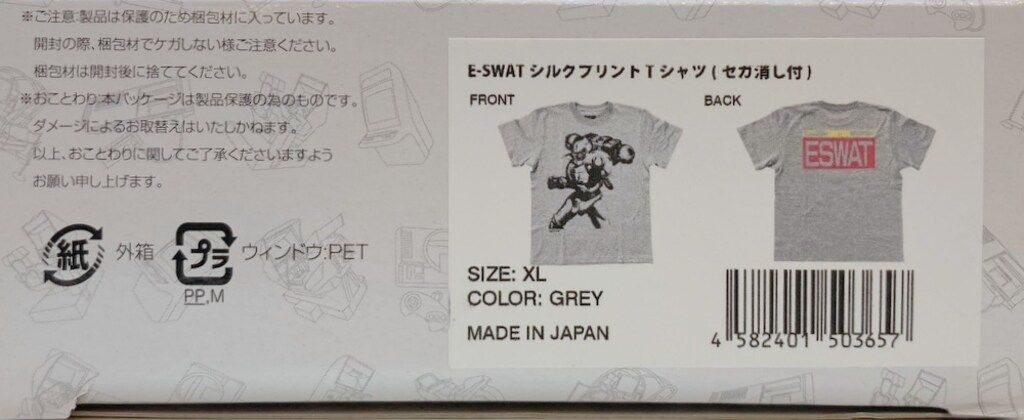 ※ご注意:製品は保護のため梱包材に入っています。
開封の際、梱包材でケガしない様ご注意ください。
梱包材は開封後に捨ててください。
※おことわり:本パッケージは製品保護の為のものです。
ダメージによるお取替えはいたしかねます。
以上、おことわりに関してご了承くださいますよう
お願い申し上げます。
紙 外箱 プラ ウィンドウ:PET
PP,M
E-SWAT シルクプリントTシャツ(セガ消し付)
FRONT
BACK
ESWAT
SIZE: XL
COLOR: GREY
MADE IN JAPAN
4 582401 503657